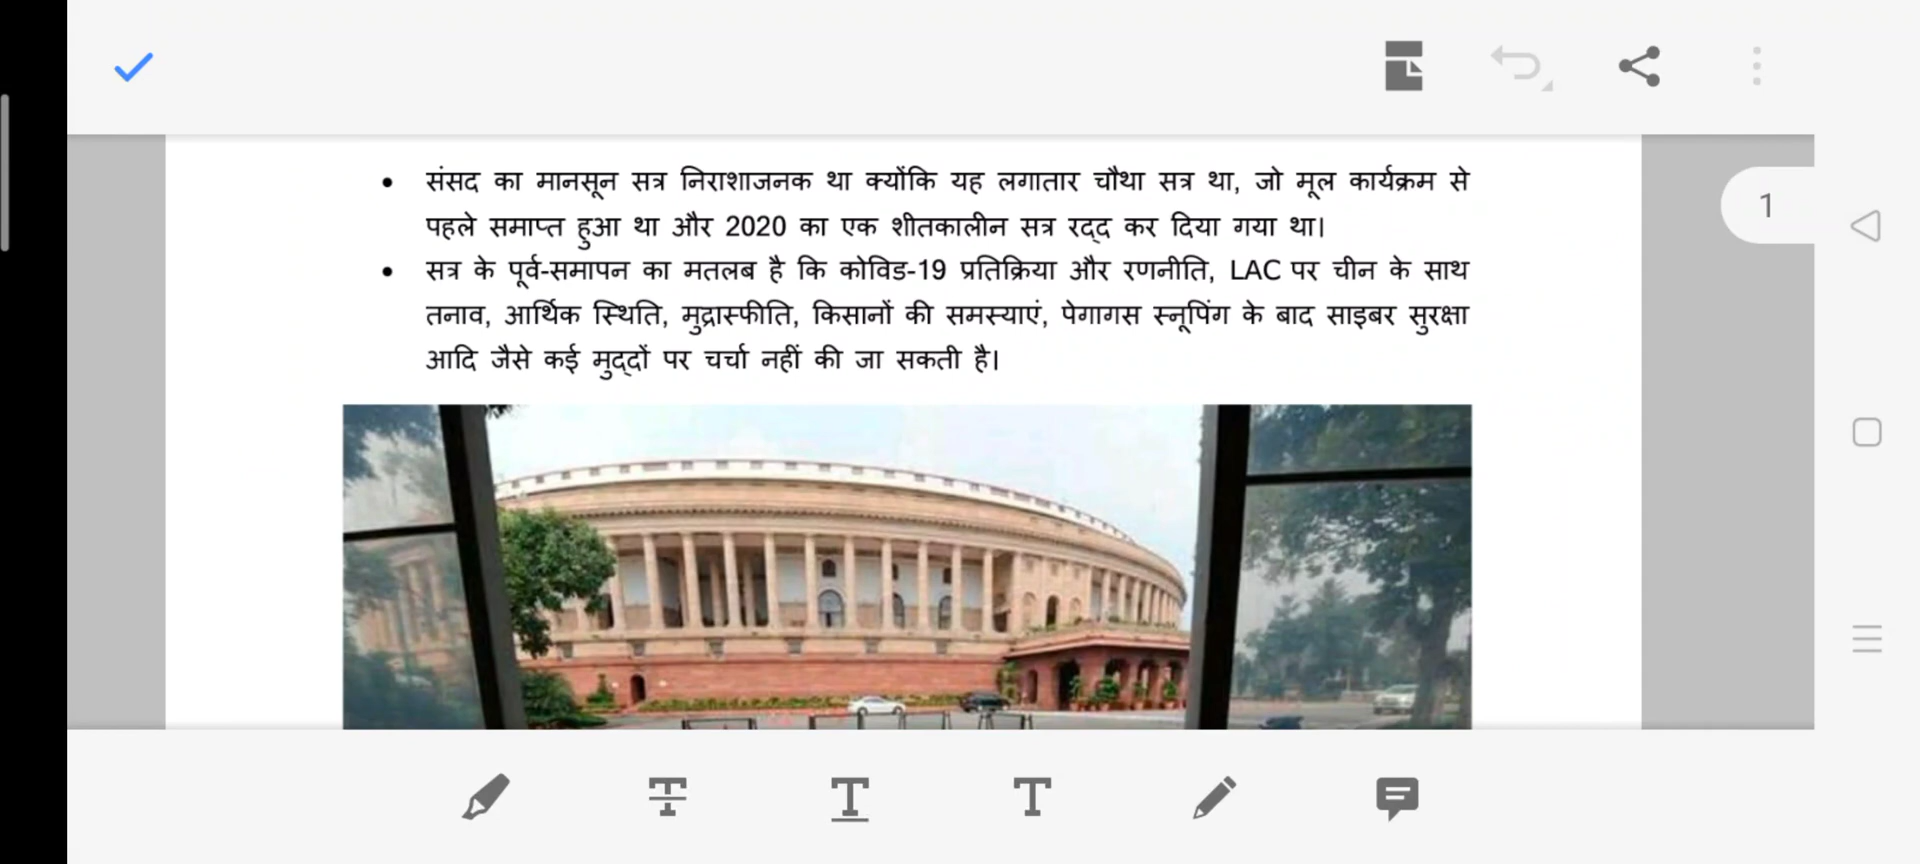 • संसद का मानसून सत्र निराशाजनक था क्योंकि यह लगातार चौथा सत्र था, जो मूल कार्यक्रम से
पहले समाप्त हुआ था और 2020 का एक शीतकालीन सत्र रद्द कर दिया गया था।
• सत्र के पूर्व-समापन का मतलब है कि कोविड-19 प्रतिक्रिया और रणनीति, LAC पर चीन के साथ
तनाव, आर्थिक स्थिति, मुद्रास्फीति, किसानों की समस्याएं, पेगागस स्नूपिंग के बाद साइबर सुरक्षा
आदि जैसे कई मुद्दों पर चर्चा नहीं की जा सकती है।
1